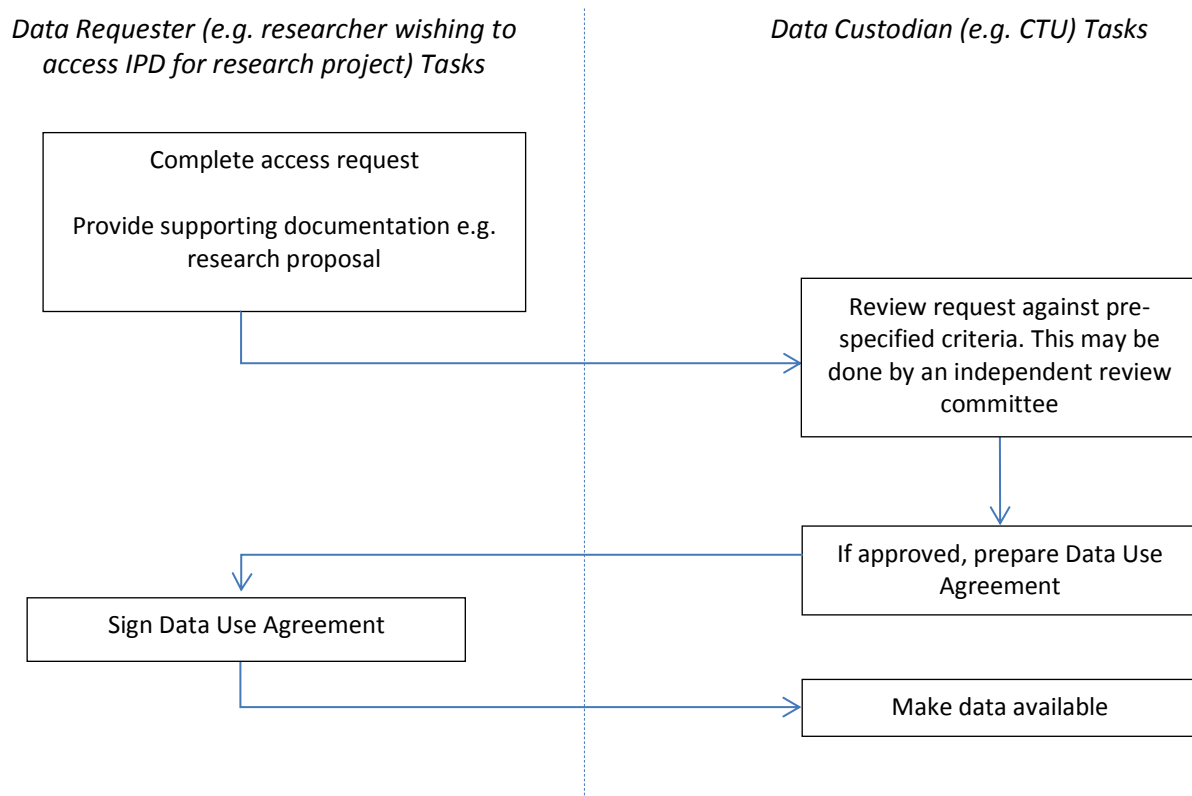 Data Requester (e.g. researcher wishing to
access IPD for research project) Tasks
Data Custodian (e.g. CTU) Tasks
Complete access request
Provide supporting documentation e.g.
research proposal
Review request against pre-
specified criteria. This may be
done by an independent review
committee
If approved, prepare Data Use
Agreement
Sign Data Use Agreement
Make data available